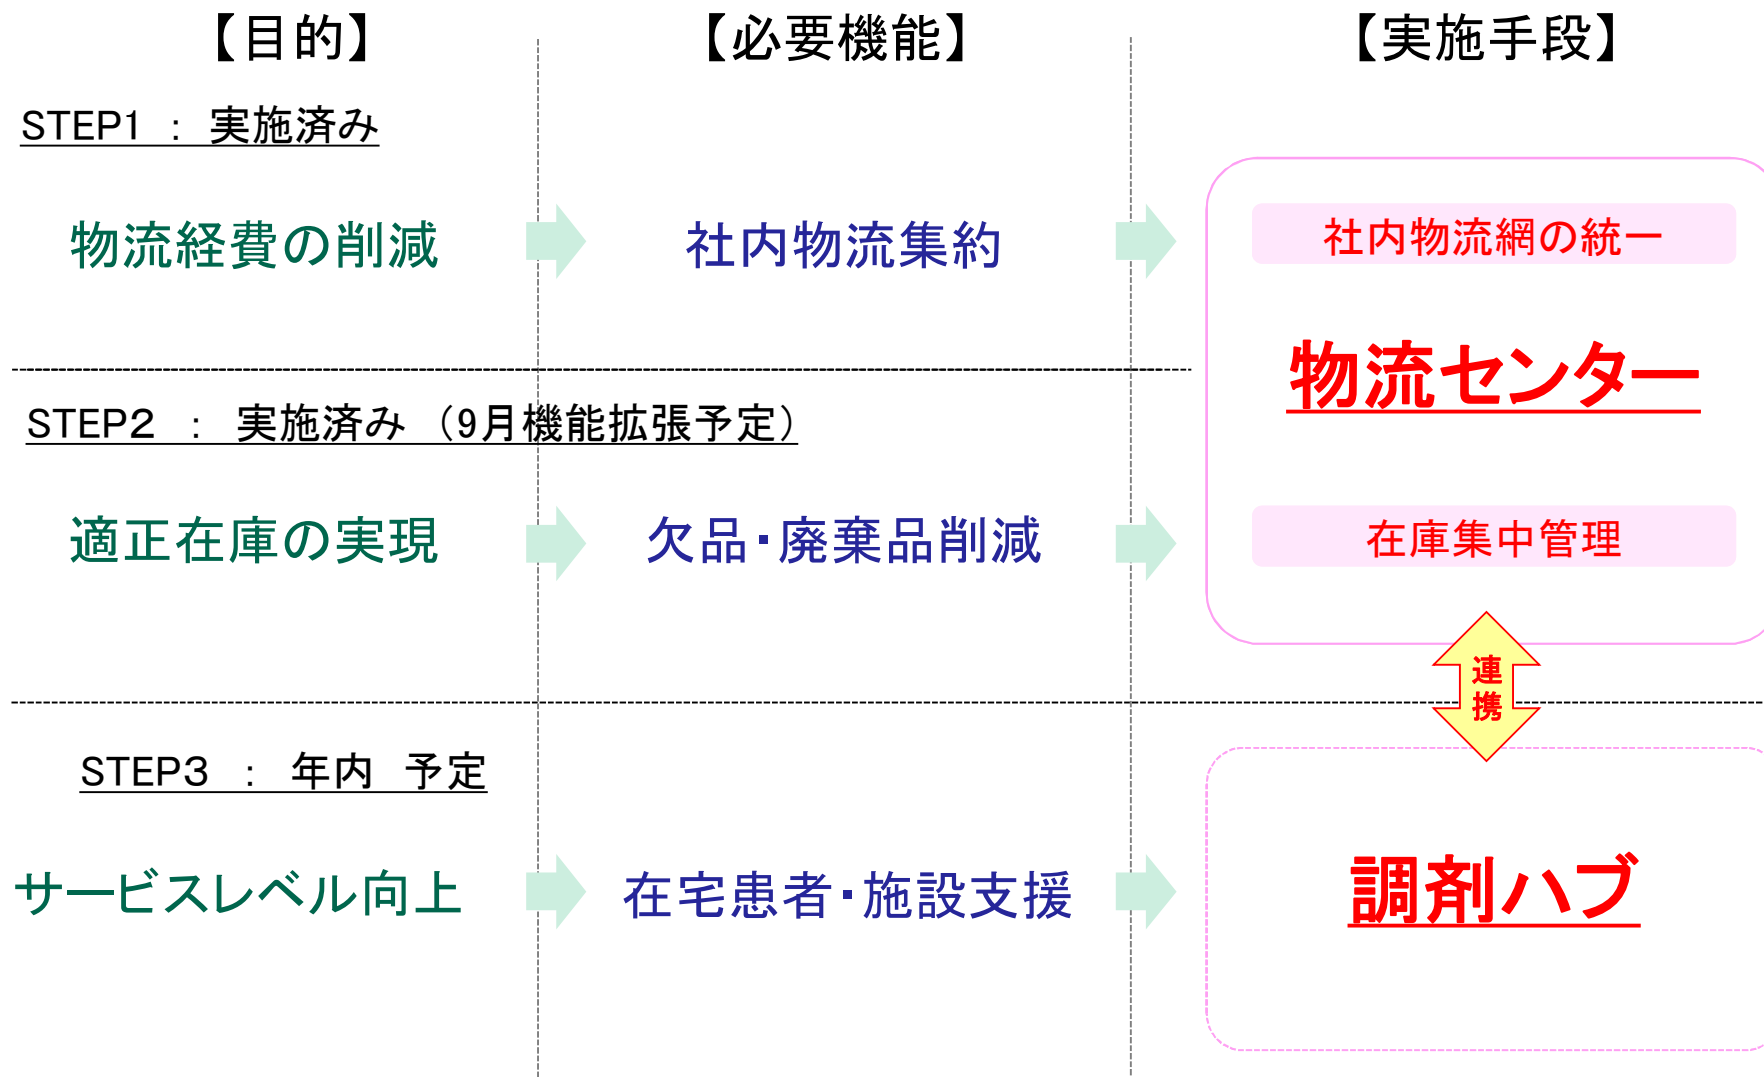 【目的】
【必要機能】
【実施手段】
STEP1 : 実施済み
物流経費の削減
社内物流集約
社内物流網の統一
物流センター
STEP2 : 実施済み (9月機能拡張予定)
適正在庫の実現
欠品・廃棄品削減
在庫集中管理
連携
STEP3 : 年内 予定
サービスレベル向上
在宅患者・施設支援
調剤ハブ